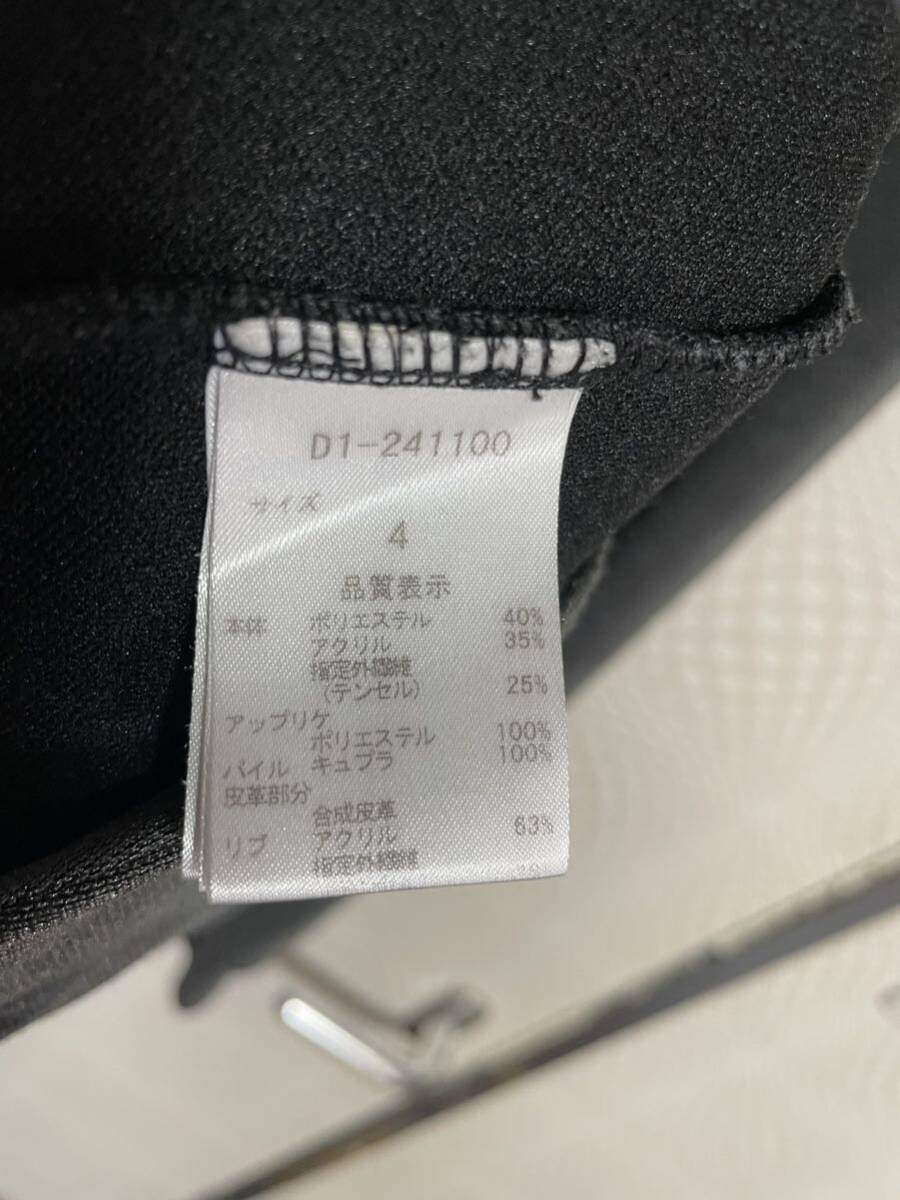 D1-241100
サイズ
4
品質表示
本体 ポリエステル 40%
アクリル 35%
指定外繊維
(テンセル) 25%
アップリケ
ポリエステル 100%
パイル キュプラ 100%
皮革部分
合成皮革
リブ アクリル 63%
指定外繊維